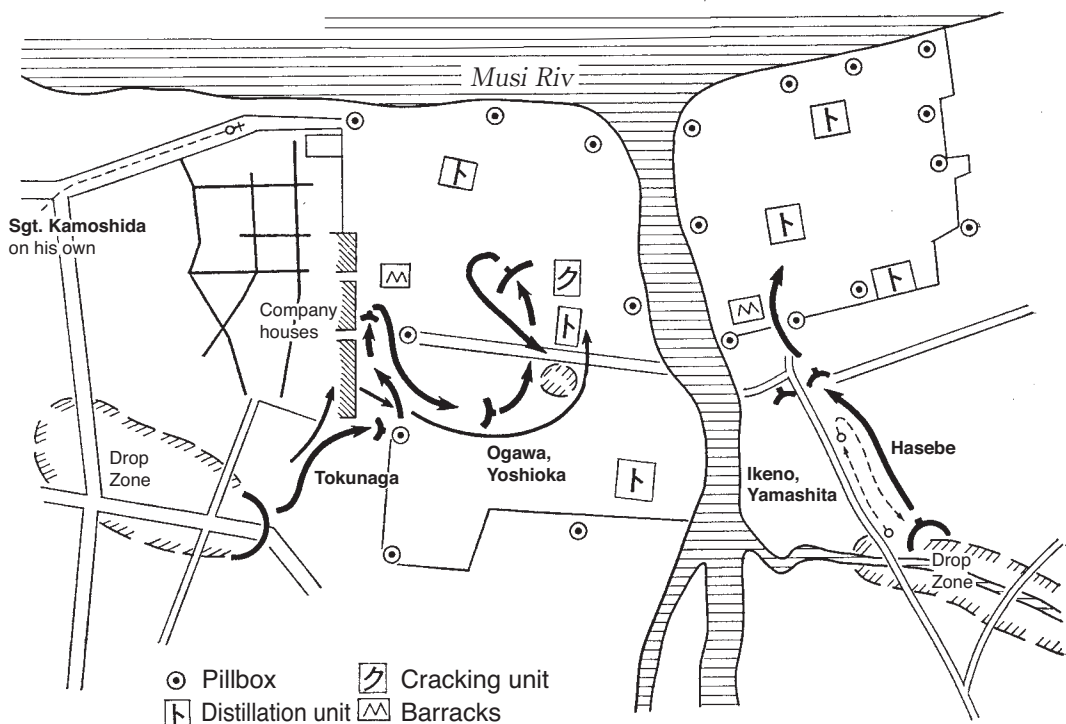 Musi Riv
ト
ト
Sgt. Kamoshida
on his own
ト
ク
ト
ト
Company
houses
Drop
Zone
Tokunaga
Ogawa,
Yoshioka
ト
Ikeno,
Yamashita
Hasebe
Drop
Zone
Pillbox
ク Cracking unit
ト Distillation unit
Barracks